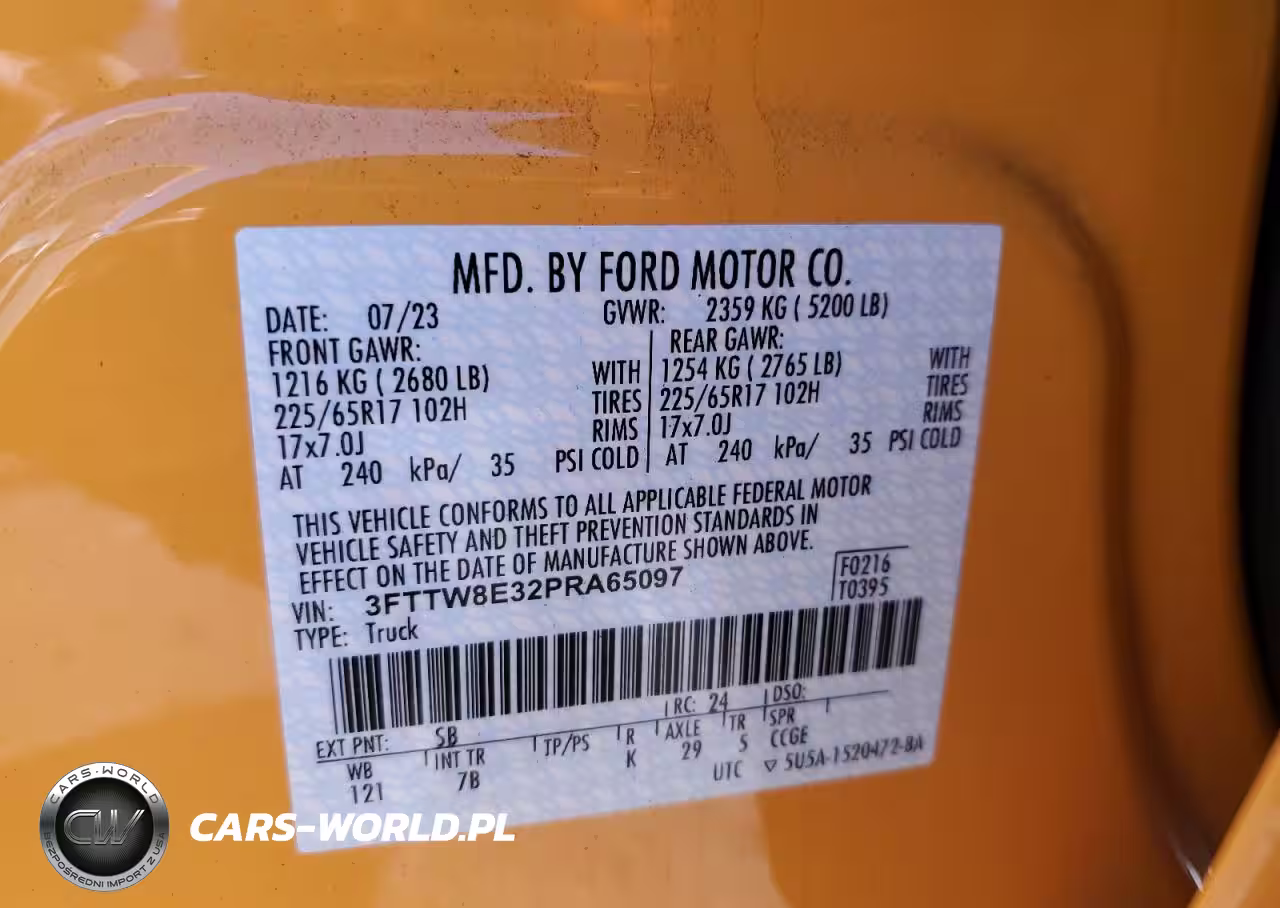 MFD. BY FORD MOTOR CO.
DATE: 07/23 GVWR: 2359 KG ( 5200 LB)
FRONT GAWR: REAR GAWR:
1216 KG ( 2680 LB) WITH 1254 KG ( 2765 LB) WITH
225/65R17 102H TIRES 225/65R17 102H TIRES
17x7.0J RIMS 17x7.0J RIMS
AT 240 kPa/ 35 PSI COLD AT 240 kPa/ 35 PSI COLD
THIS VEHICLE CONFORMS TO ALL APPLICABLE FEDERAL MOTOR
VEHICLE SAFETY AND THEFT PREVENTION STANDARDS IN
EFFECT ON THE DATE OF MANUFACTURE SHOWN ABOVE.
VIN: 3FTTW8E32PRA65097 F0216
TYPE: Truck T0395
EXT PNT: SB RC: 24 DSO:
WB INT TR TP/PS R AXLE TR SPR
121 7B K 29 5 CCGE
UTC ▽ 5U5A-1520472-BA
CARS-WORLD
CW
BEZPOŚREDNI IMPORT Z USA
CARS-WORLD.PL